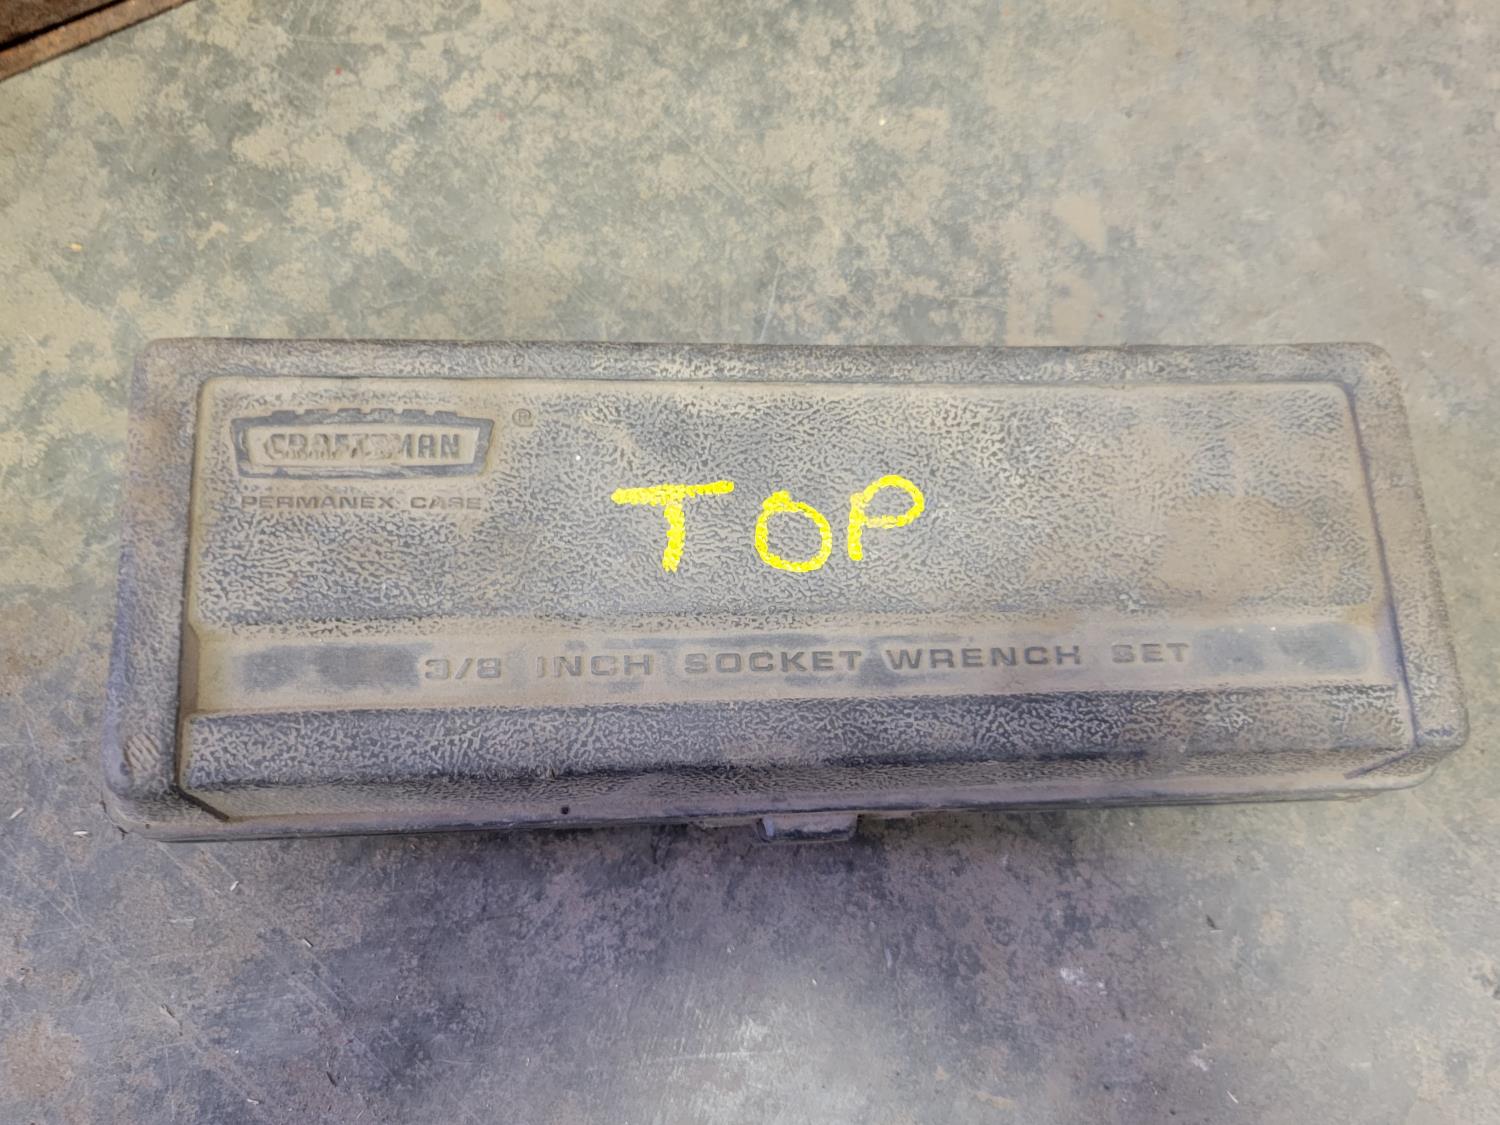 CRAFTSMAN ®
PERMANEX CASE
TOP
3/8 INCH SOCKET WRENCH SET